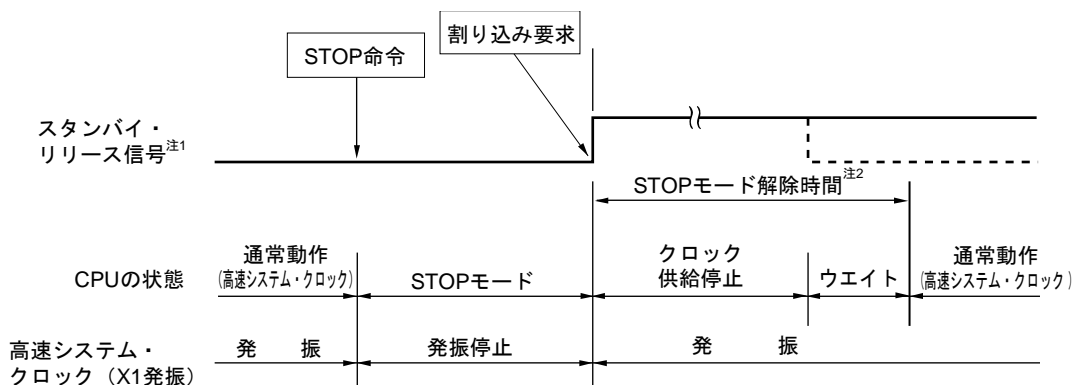 割り込み要求
STOP命令
スタンバイ・
リリース信号注1
STOPモード解除時間注2
CPUの状態
通常動作
(高速システム・クロック)
STOPモード
クロック
供給停止
ウエイト
通常動作
(高速システム・クロック)
高速システム・
クロック（X1発振）
発　振
発振停止
発　振